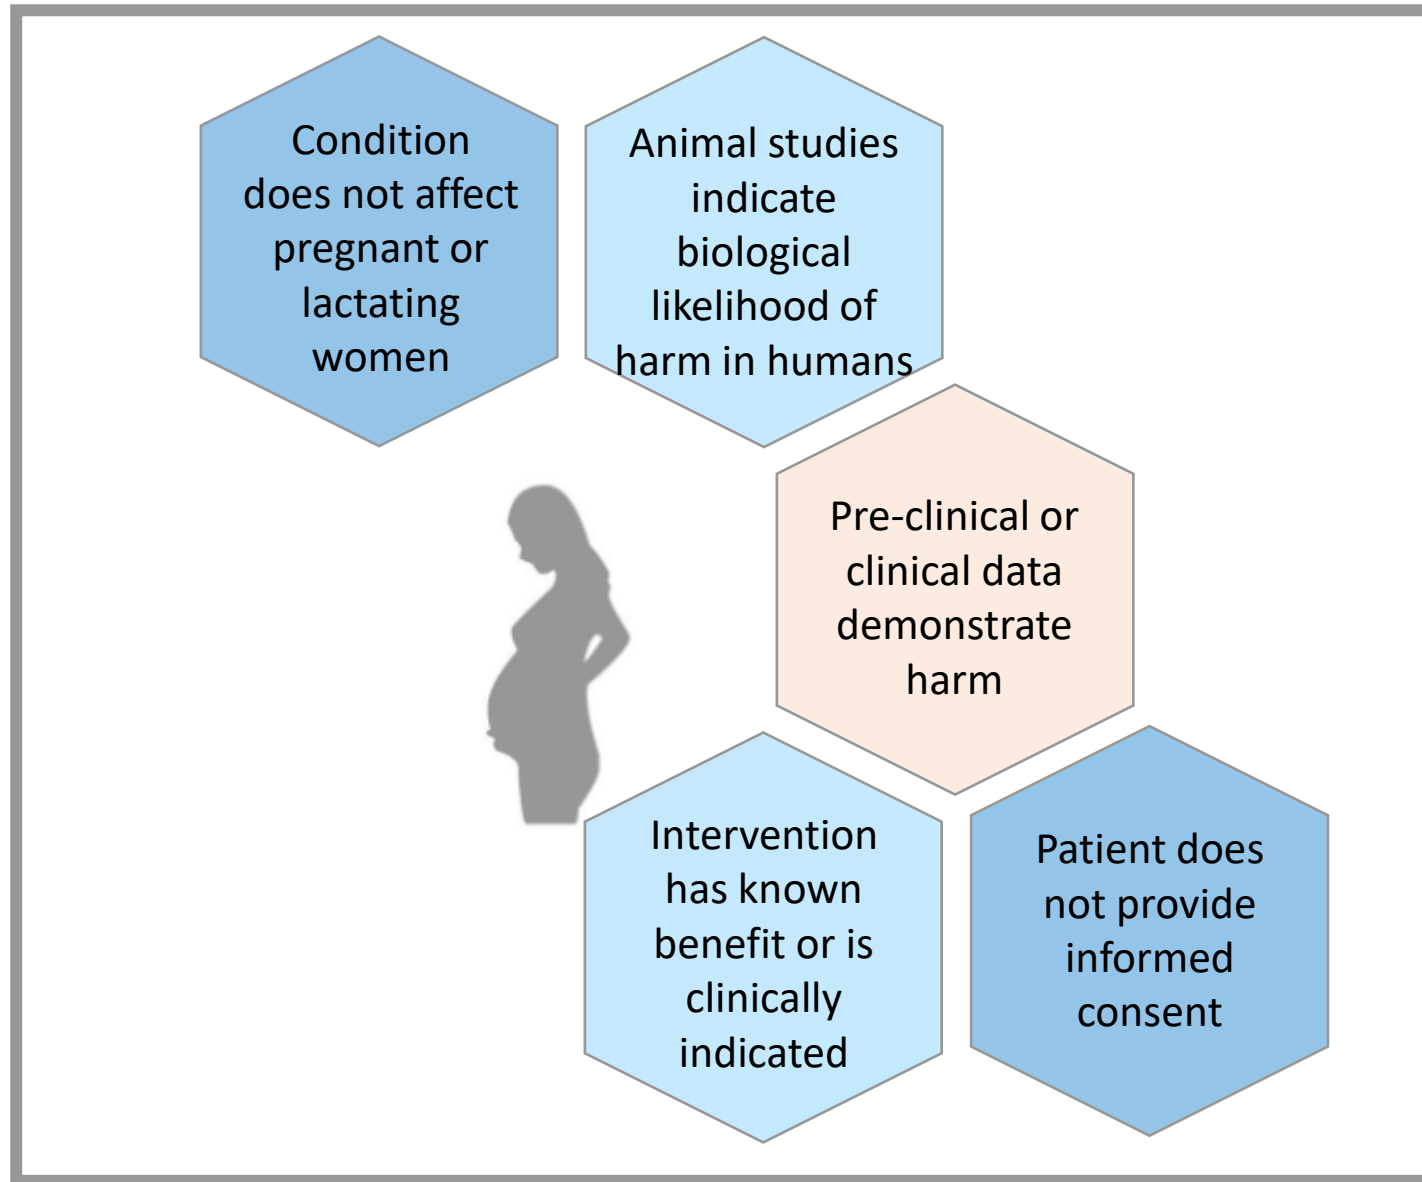 Condition
does not affect
pregnant or
lactating
women
Animal studies
indicate
biological
likelihood of
harm in humans
Pre-clinical or
clinical data
demonstrate
harm
Intervention
has known
benefit or is
clinically
indicated
Patient does
not provide
informed
consent